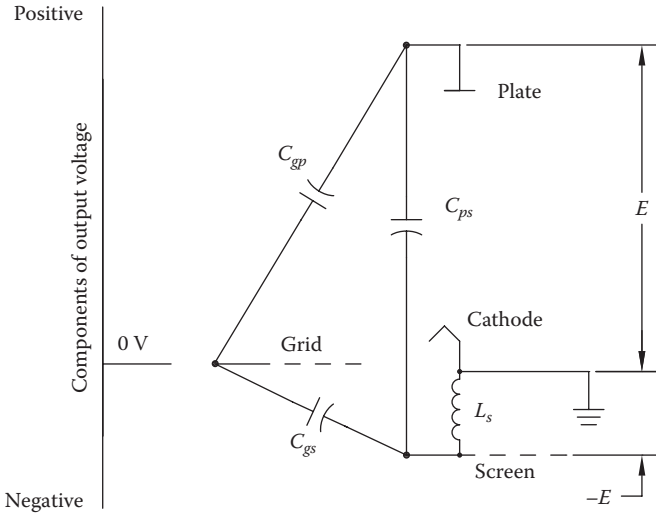 Positive
Plate
Components of output voltage
C_gp
C_ps
E
Cathode
0 V
Grid
L_s
C_gs
Screen
–E
Negative